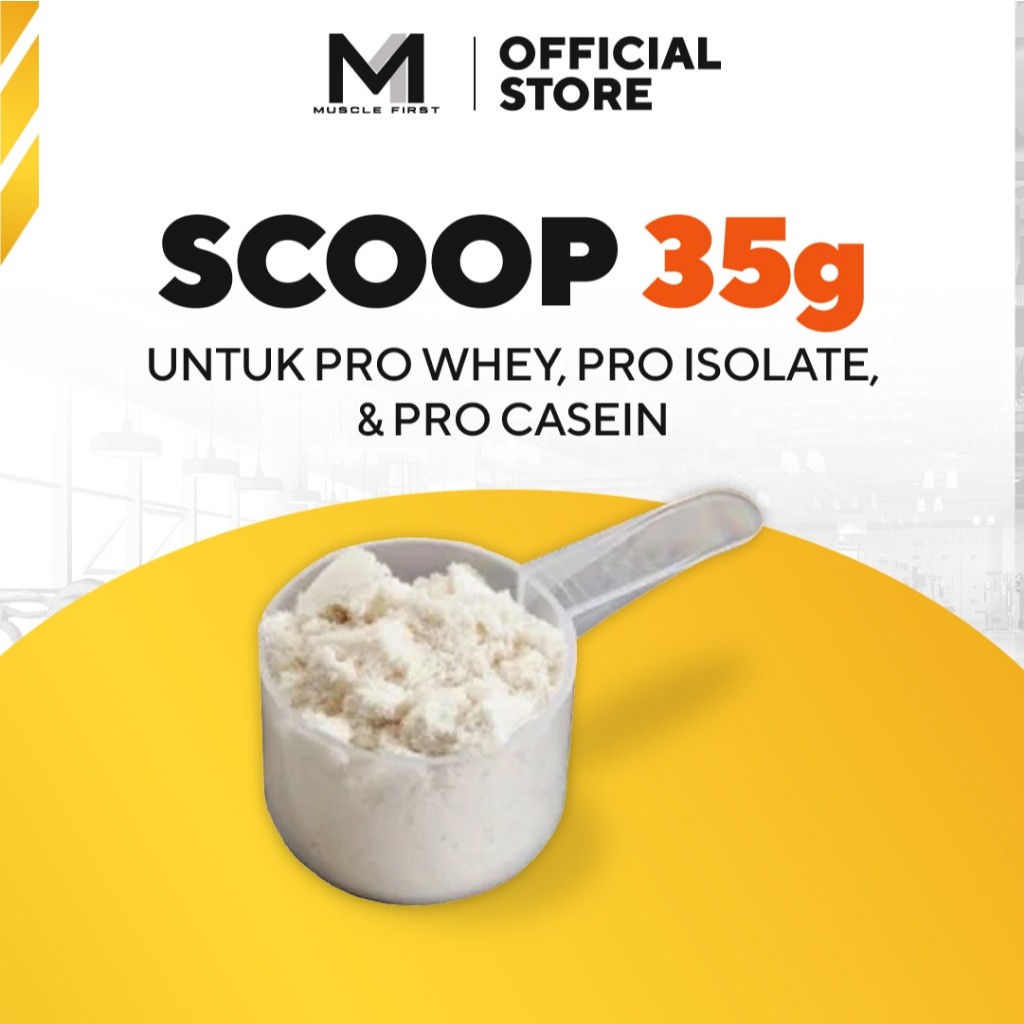 MUSCLE FIRST
OFFICIAL
STORE
SCOOP 35g
UNTUK PRO WHEY, PRO ISOLATE,
& PRO CASEIN